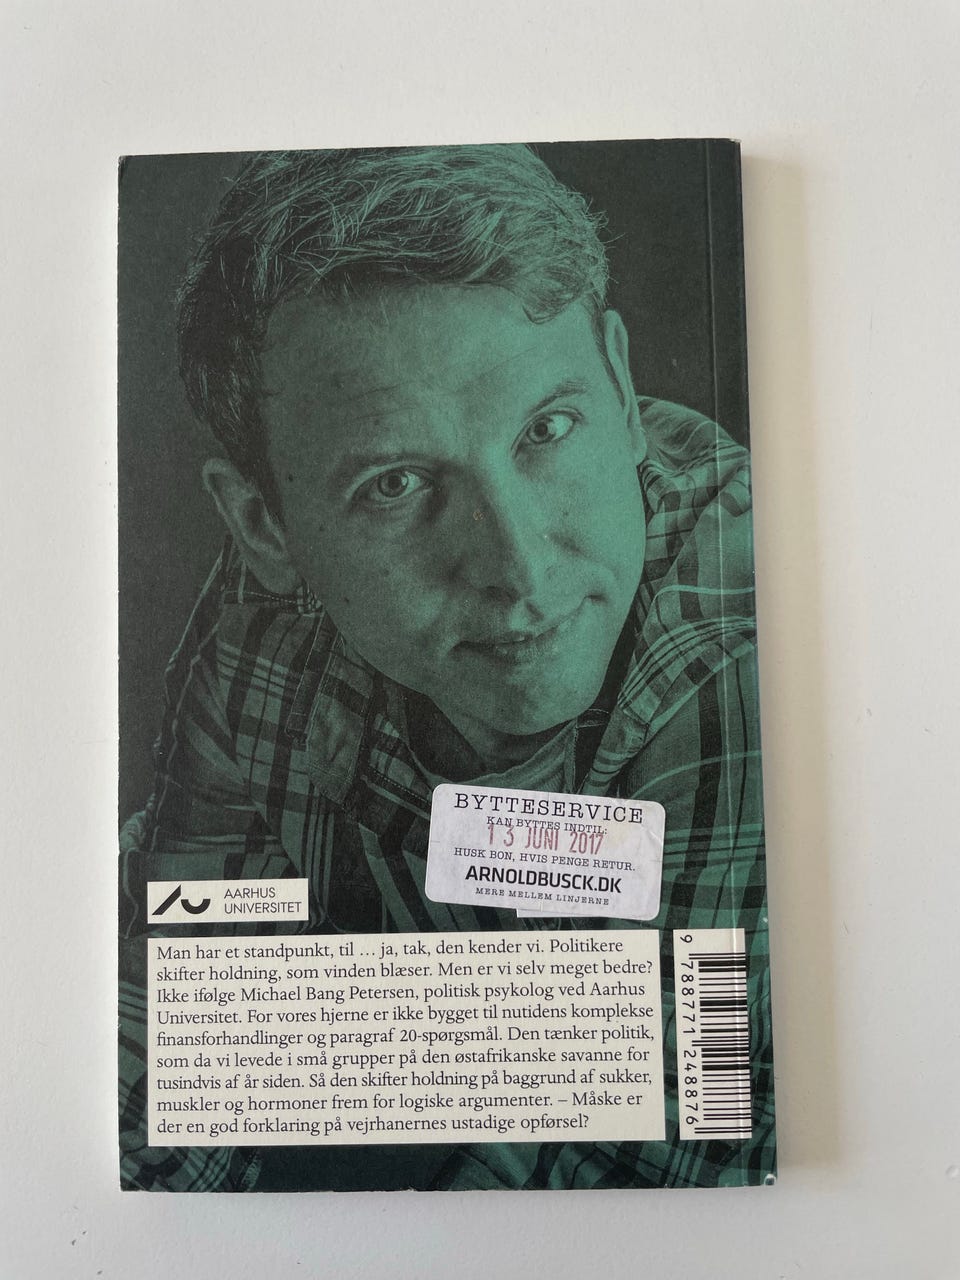 BYTTESERVICE
KAN BYTTES INDTIL:
13 JUNI 2017
HUSK BON, HVIS PENGE RETUR.
ARNOLDBUSCK.DK
MERE MELLEM LINJERNE
AARHUS
UNIVERSITET
Man har et standpunkt, til … ja, tak, den kender vi. Politikere
skifter holdning, som vinden blæser. Men er vi selv meget bedre?
Ikke ifølge Michael Bang Petersen, politisk psykolog ved Aarhus
Universitet. For vores hjerne er ikke bygget til nutidens komplekse
finansforhandlinger og paragraf 20-spørgsmål. Den tænker politik,
som da vi levede i små grupper på den østafrikanske savanne for
tusindvis af år siden. Så den skifter holdning på baggrund af sukker,
muskler og hormoner frem for logiske argumenter. – Måske er
der en god forklaring på vejrhanernes ustadige opførsel?
9 788771 248876